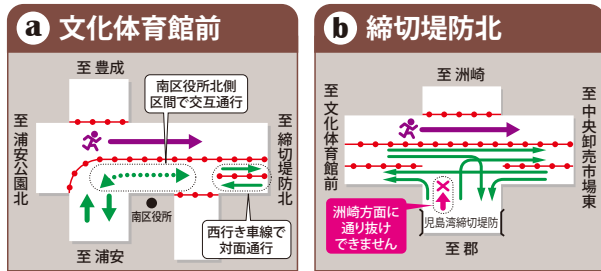 a 文化体育館前
至 豊成
南区役所北側
区間で交互通行
至 浦安公園北
至 締切堤防北
南区役所
西行き車線で
対面通行
至 浦安
b 締切堤防北
至 洲崎
至 文化体育館前
至 中央卸売市場東
洲崎方面に
通り抜け
できません
児島湾締切堤防
至 郡